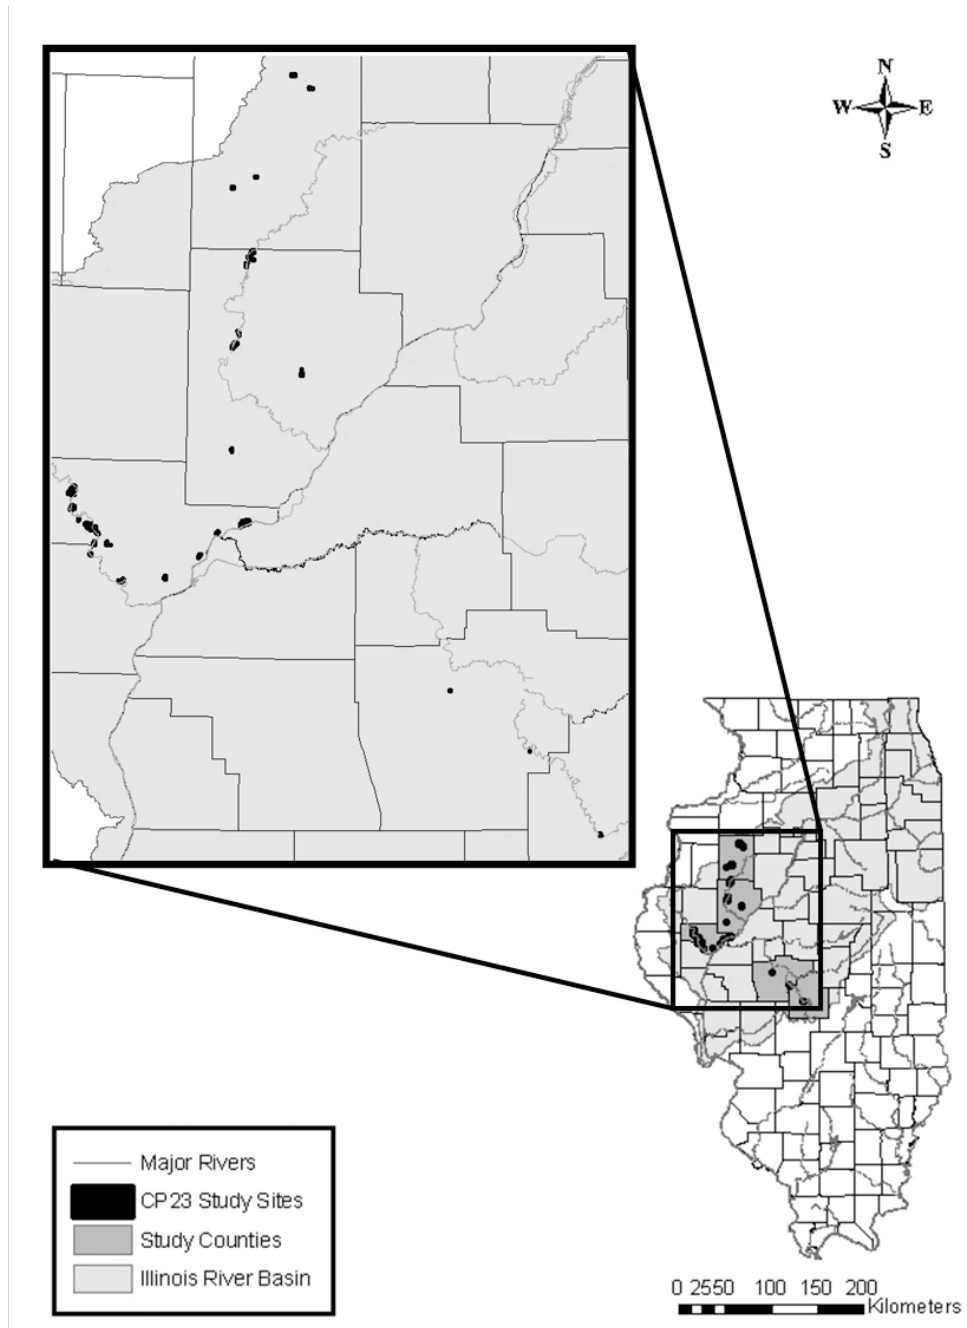 N
W E
S
Major Rivers
CP23 Study Sites
Study Counties
Illinois River Basin
0 2550 100 150 200
Kilometers